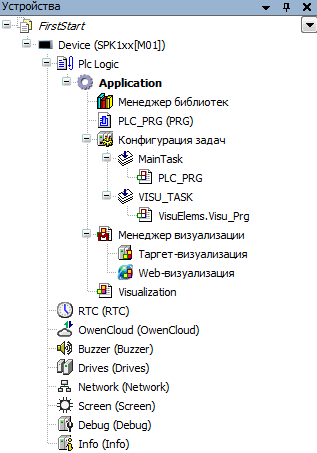 Устройства
FirstStart
Device (SPK1xx[M01])
Plc Logic
Application
Менеджер библиотек
PLC_PRG (PRG)
Конфигурация задач
MainTask
PLC_PRG
VISU_TASK
VisuElems.Visu_Prg
Менеджер визуализации
Таргет-визуализация
Web-визуализация
Visualization
RTC (RTC)
OwenCloud (OwenCloud)
Buzzer (Buzzer)
Drives (Drives)
Network (Network)
Screen (Screen)
Debug (Debug)
Info (Info)